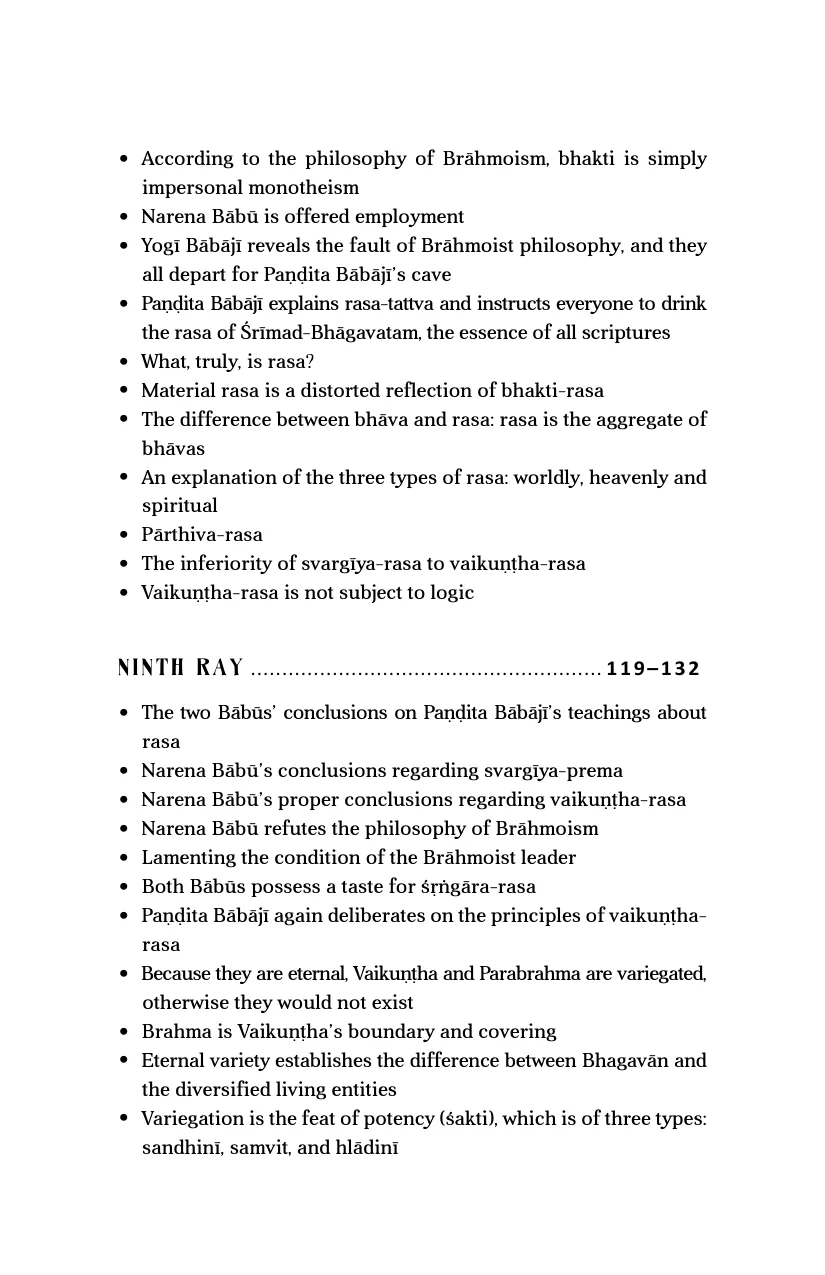 • According to the philosophy of Brāhmoism, bhakti is simply
impersonal monotheism
• Narena Bābū is offered employment
• Yogī Bābājī reveals the fault of Brāhmoist philosophy, and they
all depart for Paṇḍita Bābājī’s cave
• Paṇḍita Bābājī explains rasa-tattva and instructs everyone to drink
the rasa of Śrīmad-Bhāgavatam, the essence of all scriptures
• What, truly, is rasa?
• Material rasa is a distorted reflection of bhakti-rasa
• The difference between bhāva and rasa: rasa is the aggregate of
bhāvas
• An explanation of the three types of rasa: worldly, heavenly and
spiritual
• Pārthiva-rasa
• The inferiority of svargīya-rasa to vaikuṇṭha-rasa
• Vaikuṇṭha-rasa is not subject to logic
NINTH RAY ........................................................ 119–132
• The two Bābūs’ conclusions on Paṇḍita Bābājī’s teachings about
rasa
• Narena Bābū’s conclusions regarding svargīya-prema
• Narena Bābū’s proper conclusions regarding vaikuṇṭha-rasa
• Narena Bābū refutes the philosophy of Brāhmoism
• Lamenting the condition of the Brāhmoist leader
• Both Bābūs possess a taste for śṛṅgāra-rasa
• Paṇḍita Bābājī again deliberates on the principles of vaikuṇṭha-
rasa
• Because they are eternal, Vaikuṇṭha and Parabrahma are variegated,
otherwise they would not exist
• Brahma is Vaikuṇṭha’s boundary and covering
• Eternal variety establishes the difference between Bhagavān and
the diversified living entities
• Variegation is the feat of potency (śakti), which is of three types:
sandhinī, samvit, and hlādinī